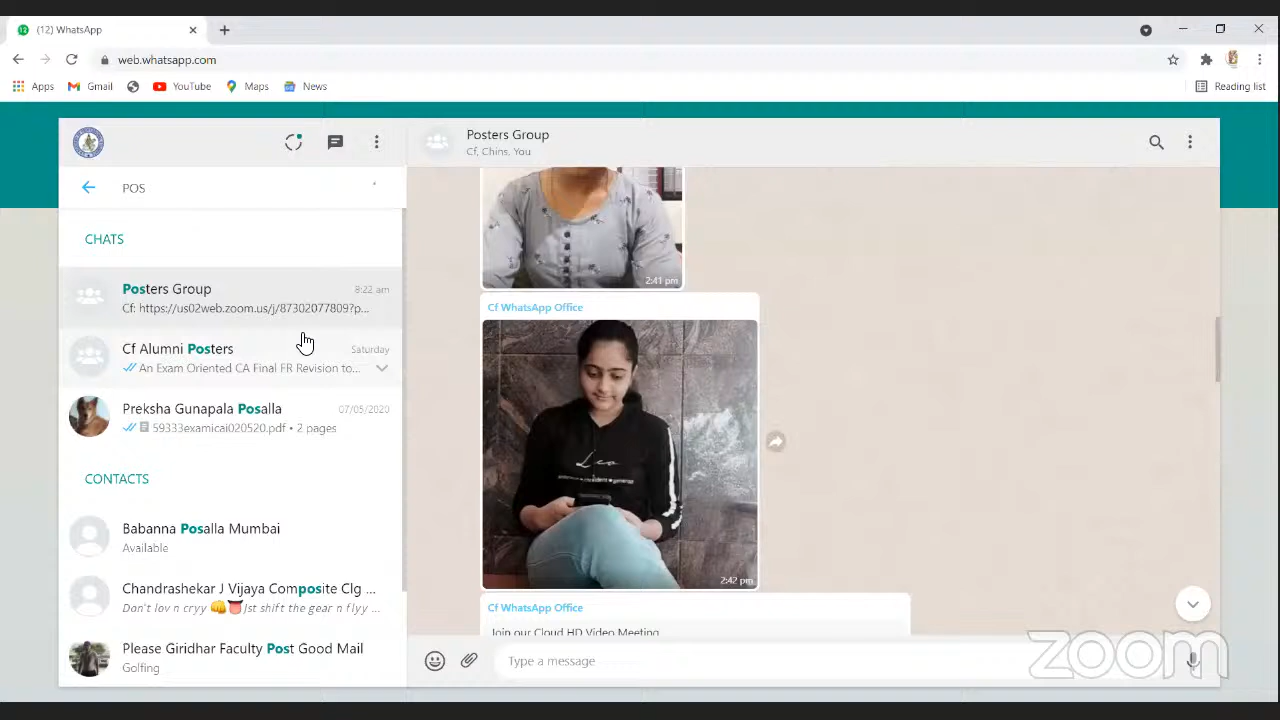 (12) WhatsApp
web.whatsapp.com
Apps
Gmail
YouTube
Maps
News
Reading list
POS
CHATS
Posters Group
8:22 am
Cf: https://us02web.zoom.us/j/87302077809?p...
Cf Alumni Posters
Saturday
An Exam Oriented CA Final FR Revision to...
Preksha Gunapala Posalla
07/05/2020
59333examicai020520.pdf • 2 pages
CONTACTS
Babanna Posalla Mumbai
Available
Chandrashekar J Vijaya Composite Clg ...
Don't lov n cryy 👊👅Jst shift the gear n flyy ...
Please Giridhar Faculty Post Good Mail
Golfing
Posters Group
Cf, Chins, You
2:41 pm
Cf WhatsApp Office
Leo
2:42 pm
Cf WhatsApp Office
Join our Cloud HD Video Meeting
Type a message
zoom